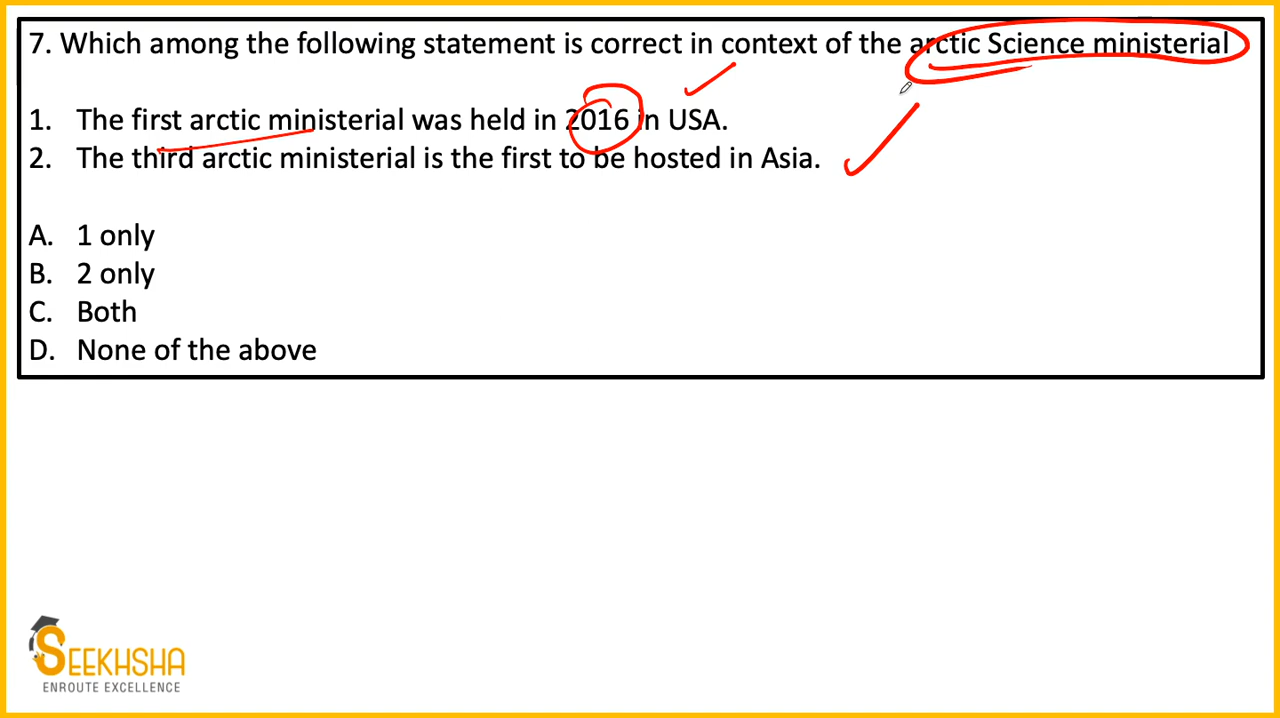 7. Which among the following statement is correct in context of the arctic Science ministerial
1. The first arctic ministerial was held in 2016 in USA.
2. The third arctic ministerial is the first to be hosted in Asia.
A. 1 only
B. 2 only
C. Both
D. None of the above
SEEKHSHA
ENROUTE EXCELLENCE